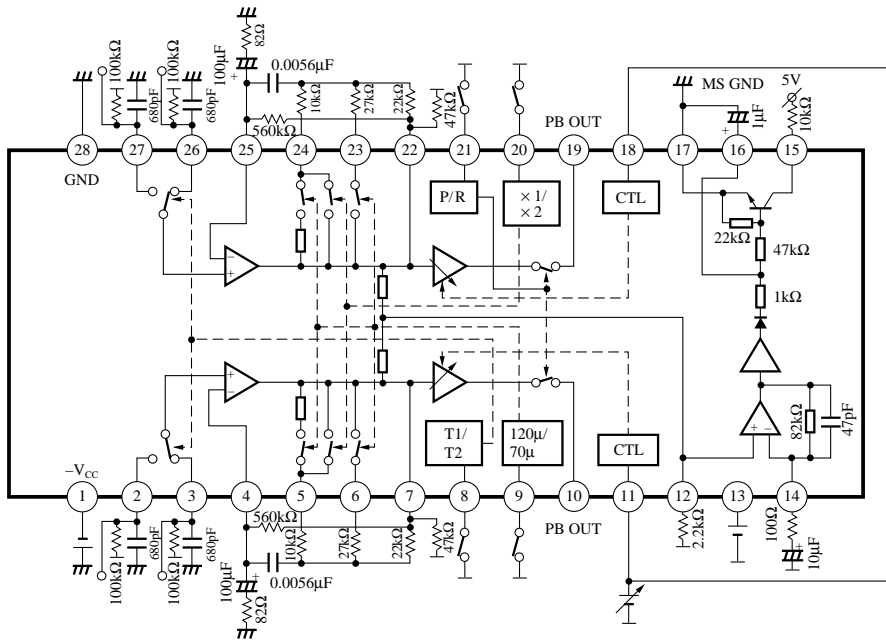 82Ω
100µF
+
0.0056µF
100kΩ
680pF
100kΩ
680pF
10kΩ
27kΩ
22kΩ
560kΩ
47kΩ
PB OUT
MS GND
1µF
+
5V
10kΩ
28
27
26
25
24
23
22
21
20
19
18
17
16
15
GND
P/R
× 1/
× 2
CTL
22kΩ
47kΩ
1kΩ
−
+
+
−
T1/
T2
120µ/
70µ
CTL
+ −
82kΩ
47pF
−VCC
1
2
3
4
5
6
7
8
9
10
11
12
13
14
PB OUT
100kΩ
680pF
100kΩ
680pF
560kΩ
10kΩ
27kΩ
22kΩ
47kΩ
100µF
+
0.0056µF
82Ω
2.2kΩ
100Ω
10µF
+